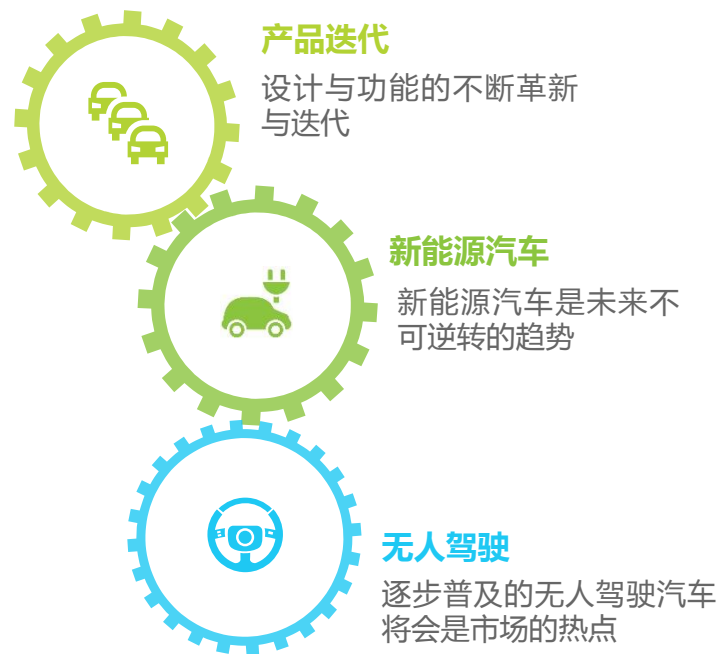 产品迭代
设计与功能的不断革新
与迭代
新能源汽车
新能源汽车是未来不
可逆转的趋势
无人驾驶
逐步普及的无人驾驶汽车
将会是市场的热点